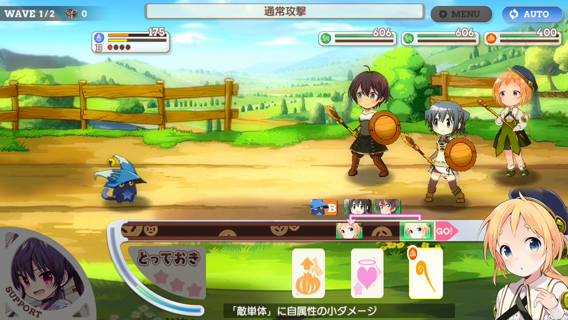 WAVE 1/2 0
通常攻撃
MENU
AUTO
B 175
606
606
400
B
GO!
とっておき
SUPPORT
「敵単体」に自属性の小ダメージ